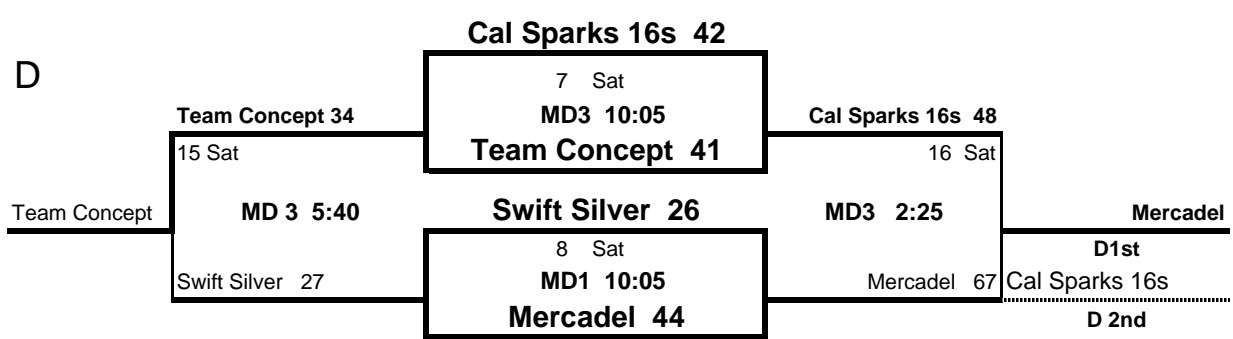 Cal Sparks 16s 42
D
7 Sat
Team Concept 34
MD3 10:05
Cal Sparks 16s 48
15 Sat
Team Concept 41
16 Sat
Team Concept
MD 3 5:40
Swift Silver 26
MD3 2:25
Mercadel
8 Sat
D1st
Swift Silver 27
MD1 10:05
Mercadel 67
Cal Sparks 16s
Mercadel 44
D 2nd